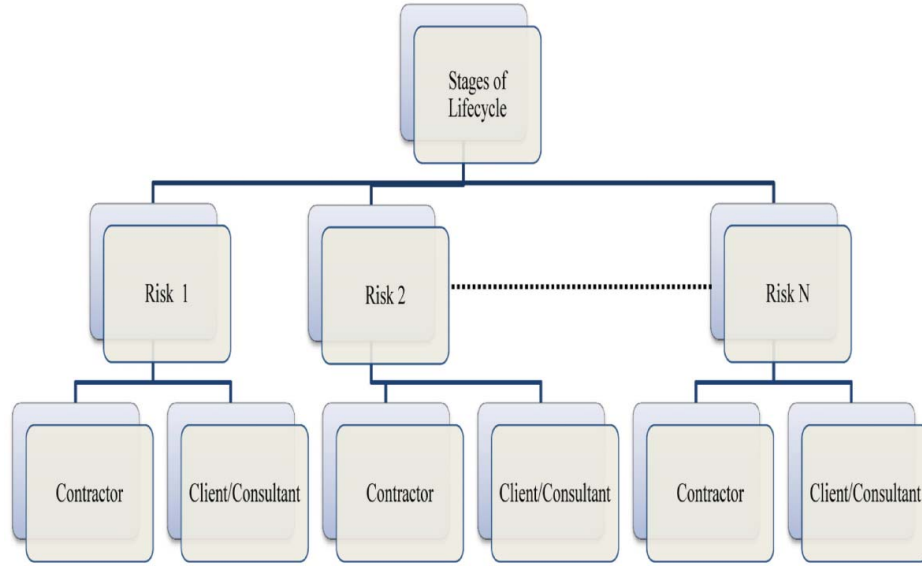 Stages of
Lifecycle
Risk 1
Risk 2
Risk N
Contractor
Client/Consultant
Contractor
Client/Consultant
Contractor
Client/Consultant